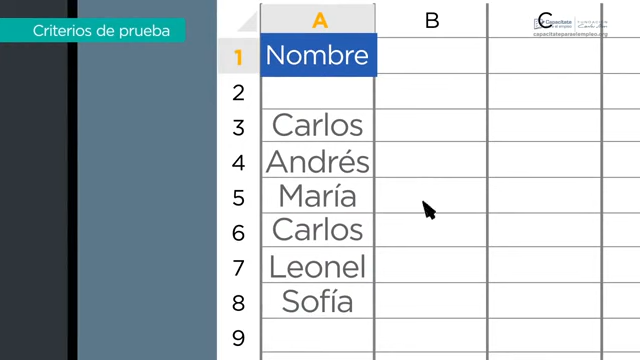 Criterios de prueba
A B C
Capacítate
capacitateparaelempleo.org
1 Nombre
2
3 Carlos
4 Andrés
5 María
6 Carlos
7 Leonel
8 Sofía
9